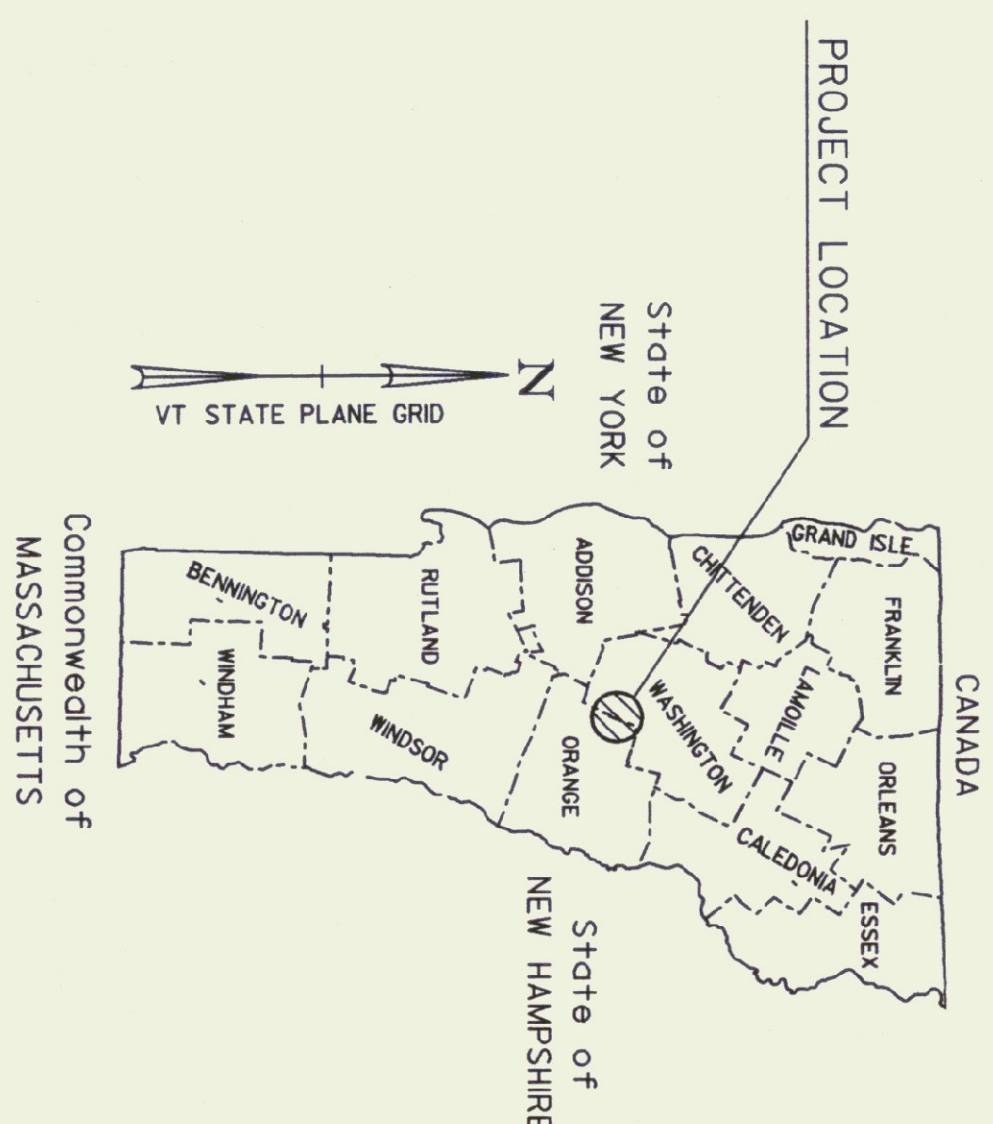 CANADA
PROJECT LOCATION
GRAND ISLE
FRANKLIN
ORLEANS
ESSEX
CHITTENDEN
LAMOILLE
CALEDONIA
WASHINGTON
State of
NEW YORK
ADDISON
ORANGE
State of
NEW HAMPSHIRE
N
VT STATE PLANE GRID
RUTLAND
WINDSOR
BENNINGTON
WINDHAM
Commonwealth of
MASSACHUSETTS